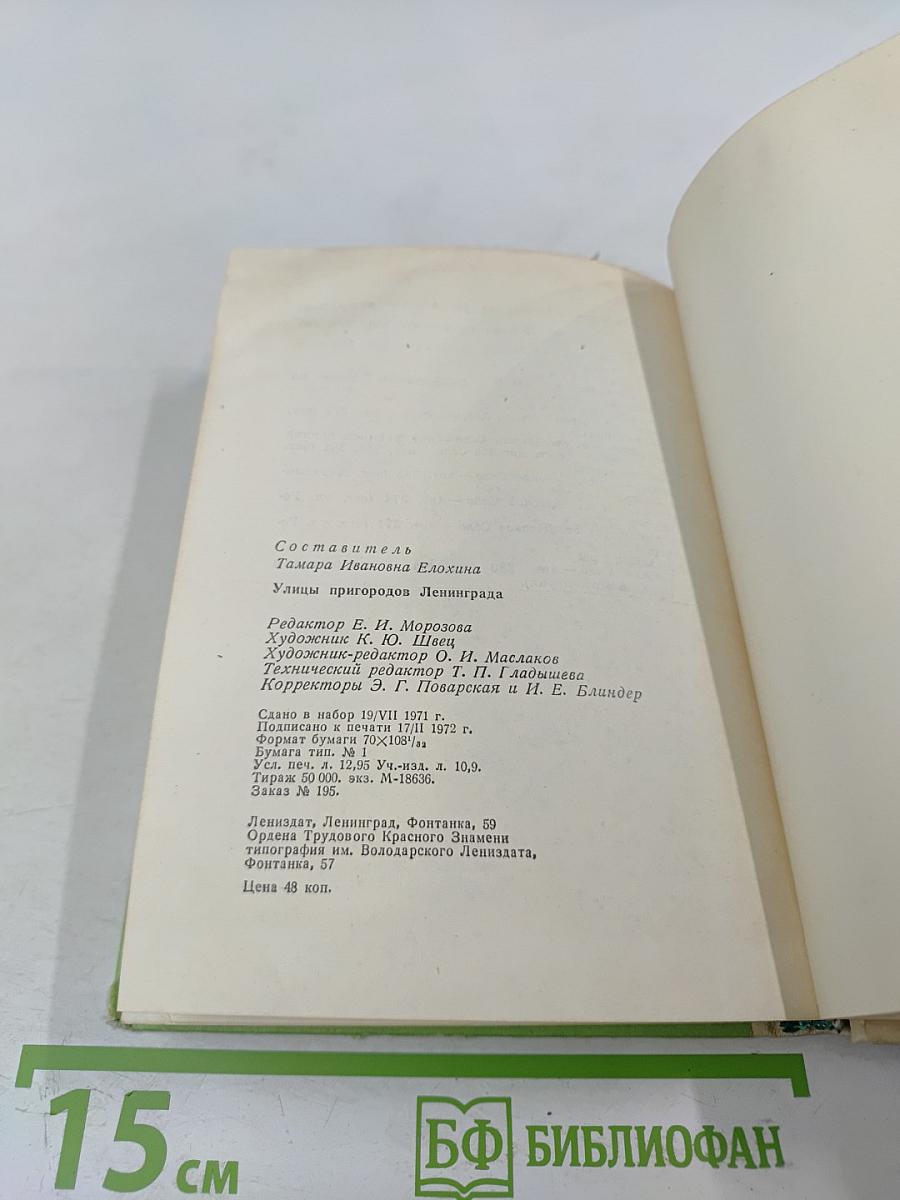 Составитель
Тамара Ивановна Елохина
Улицы пригородов Ленинграда
Редактор Е. И. Морозова
Художник К. Ю. Швец
Художник-редактор О. И. Маслаков
Технический редактор Т. П. Гладышева
Корректоры Э. Г. Поварская и И. Е. Блиндер
Сдано в набор 19/VII 1971 г.
Подписано к печати 17/II 1972 г.
Формат бумаги 70×108¹/₃₂
Бумага тип. № 1
Усл. печ. л. 12,95 Уч.-изд. л. 10,9.
Тираж 50 000. экз. М-18636.
Заказ № 195.
Лениздат, Ленинград, Фонтанка, 59
Ордена Трудового Красного Знамени
типография им. Володарского Лениздата,
Фонтанка, 57
Цена 48 коп.
15 см
БФ БИБЛИОФАН